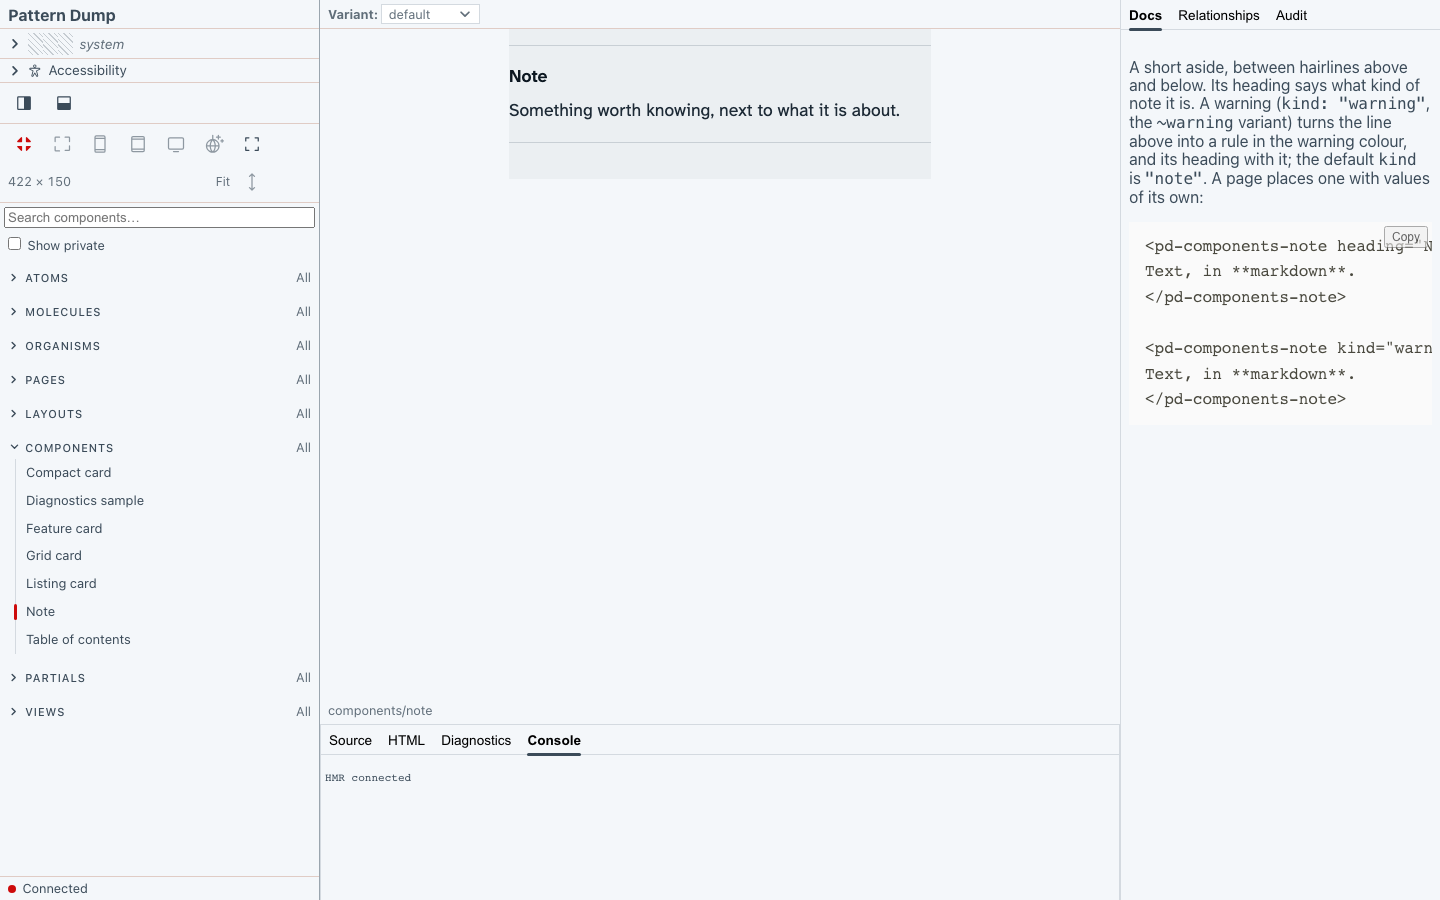 Pattern Dump
system
Accessibility
422 × 150
Fit
Search components...
Show private
ATOMS All
MOLECULES All
ORGANISMS All
PAGES All
LAYOUTS All
COMPONENTS All
Compact card
Diagnostics sample
Feature card
Grid card
Listing card
Note
Table of contents
PARTIALS All
VIEWS All
Connected
Variant: default
Note
Something worth knowing, next to what it is about.
components/note
Source HTML Diagnostics Console
HMR connected
Docs Relationships Audit
A short aside, between hairlines above
and below. Its heading says what kind of
note it is. A warning (kind: "warning",
the ~warning variant) turns the line
above into a rule in the warning colour,
and its heading with it; the default kind
is "note". A page places one with values
of its own:
Copy
<pd-components-note heading="N
Text, in **markdown**.
</pd-components-note>
<pd-components-note kind="warn
Text, in **markdown**.
</pd-components-note>